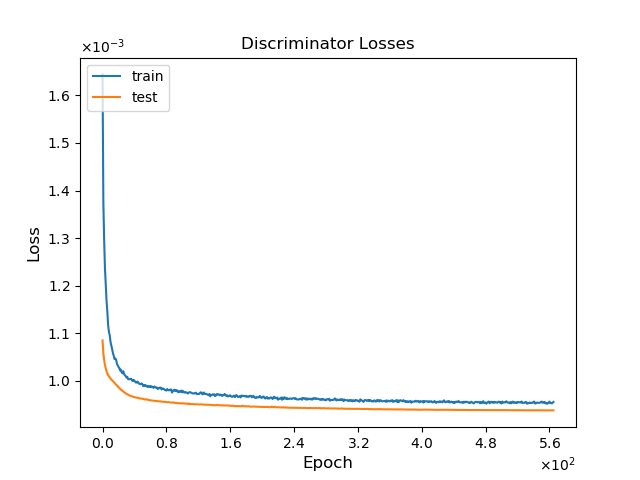 Discriminator Losses
×10⁻³
train
test
1.6
1.5
1.4
1.3
1.2
1.1
1.0
Loss
0.0 0.8 1.6 2.4 3.2 4.0 4.8 5.6
Epoch
×10²